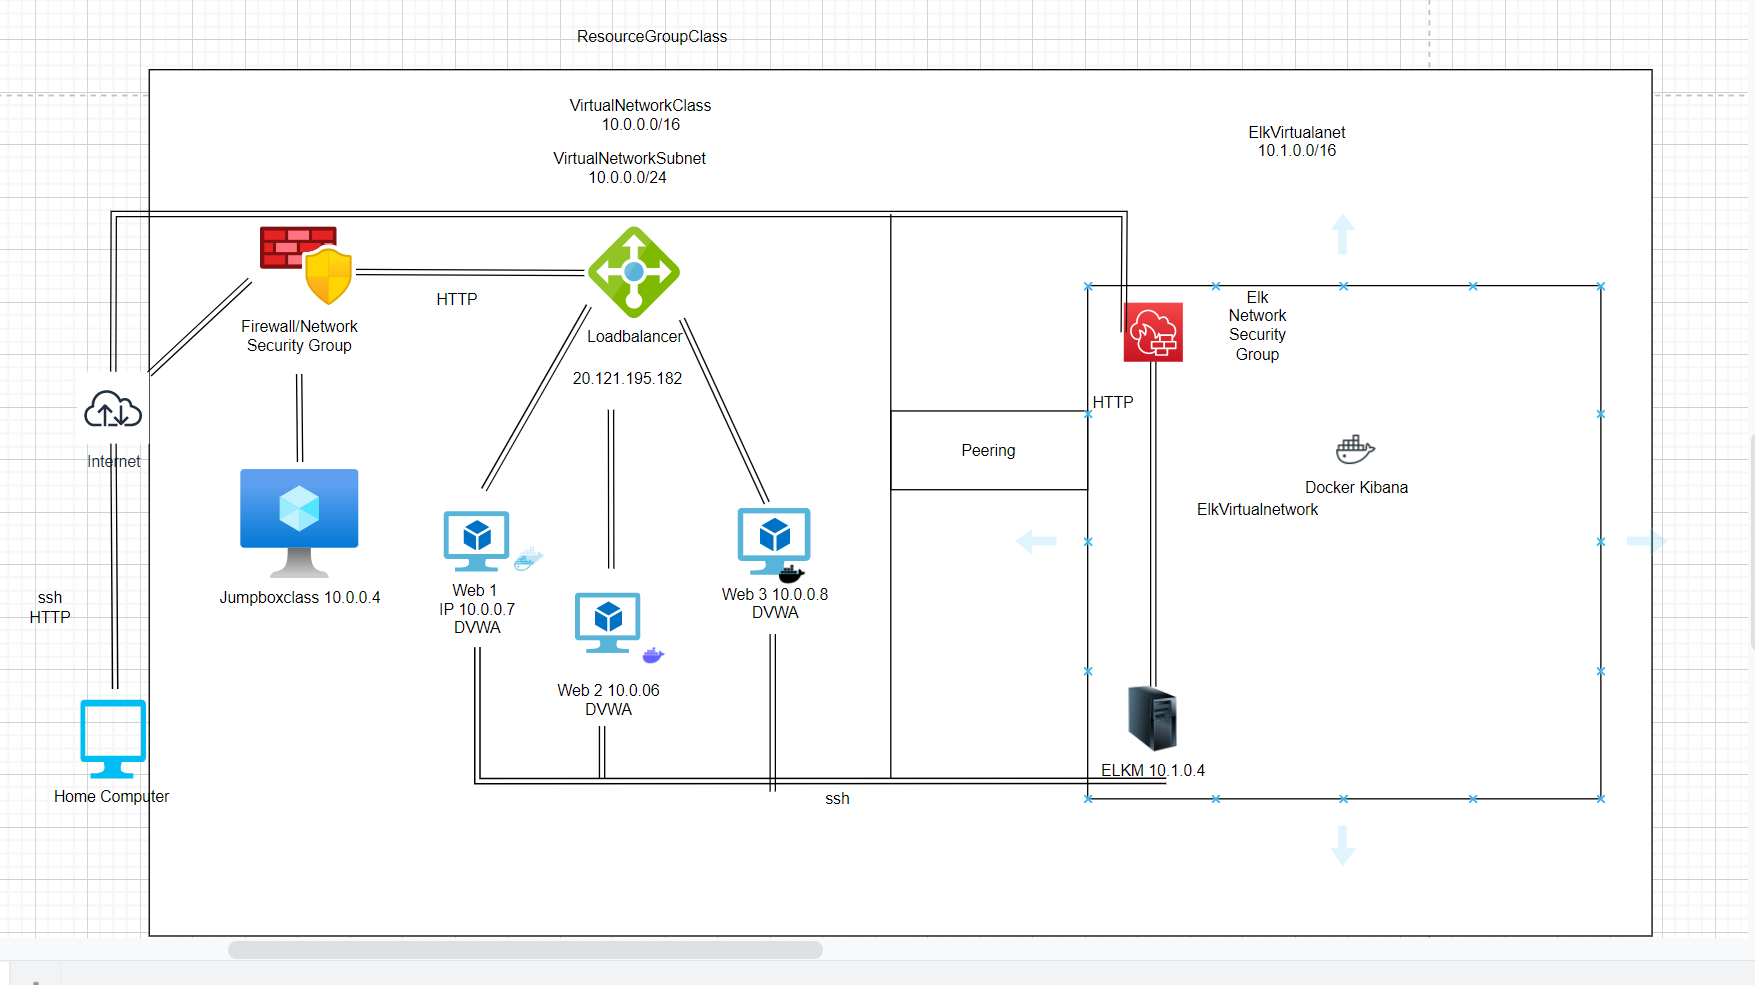 ResourceGroupClass
VirtualNetworkClass
10.0.0.0/16
VirtualNetworkSubnet
10.0.0.0/24
ElkVirtualanet
10.1.0.0/16
Firewall/Network
Security Group
HTTP
Loadbalancer
20.121.195.182
Elk
Network
Security
Group
HTTP
Peering
Docker Kibana
ElkVirtualnetwork
Internet
Jumpboxclass 10.0.0.4
ssh
HTTP
Web 1
IP 10.0.0.7
DVWA
Web 2 10.0.06
DVWA
Web 3 10.0.0.8
DVWA
ELKM 10.1.0.4
Home Computer
ssh